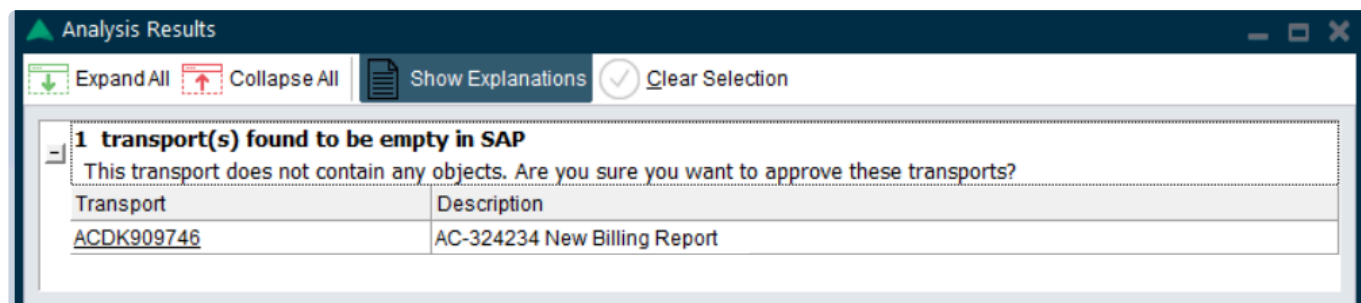 Analysis Results
Expand All Collapse All Show Explanations Clear Selection
1 transport(s) found to be empty in SAP
This transport does not contain any objects. Are you sure you want to approve these transports?
Transport Description
ACDK909746 AC-324234 New Billing Report